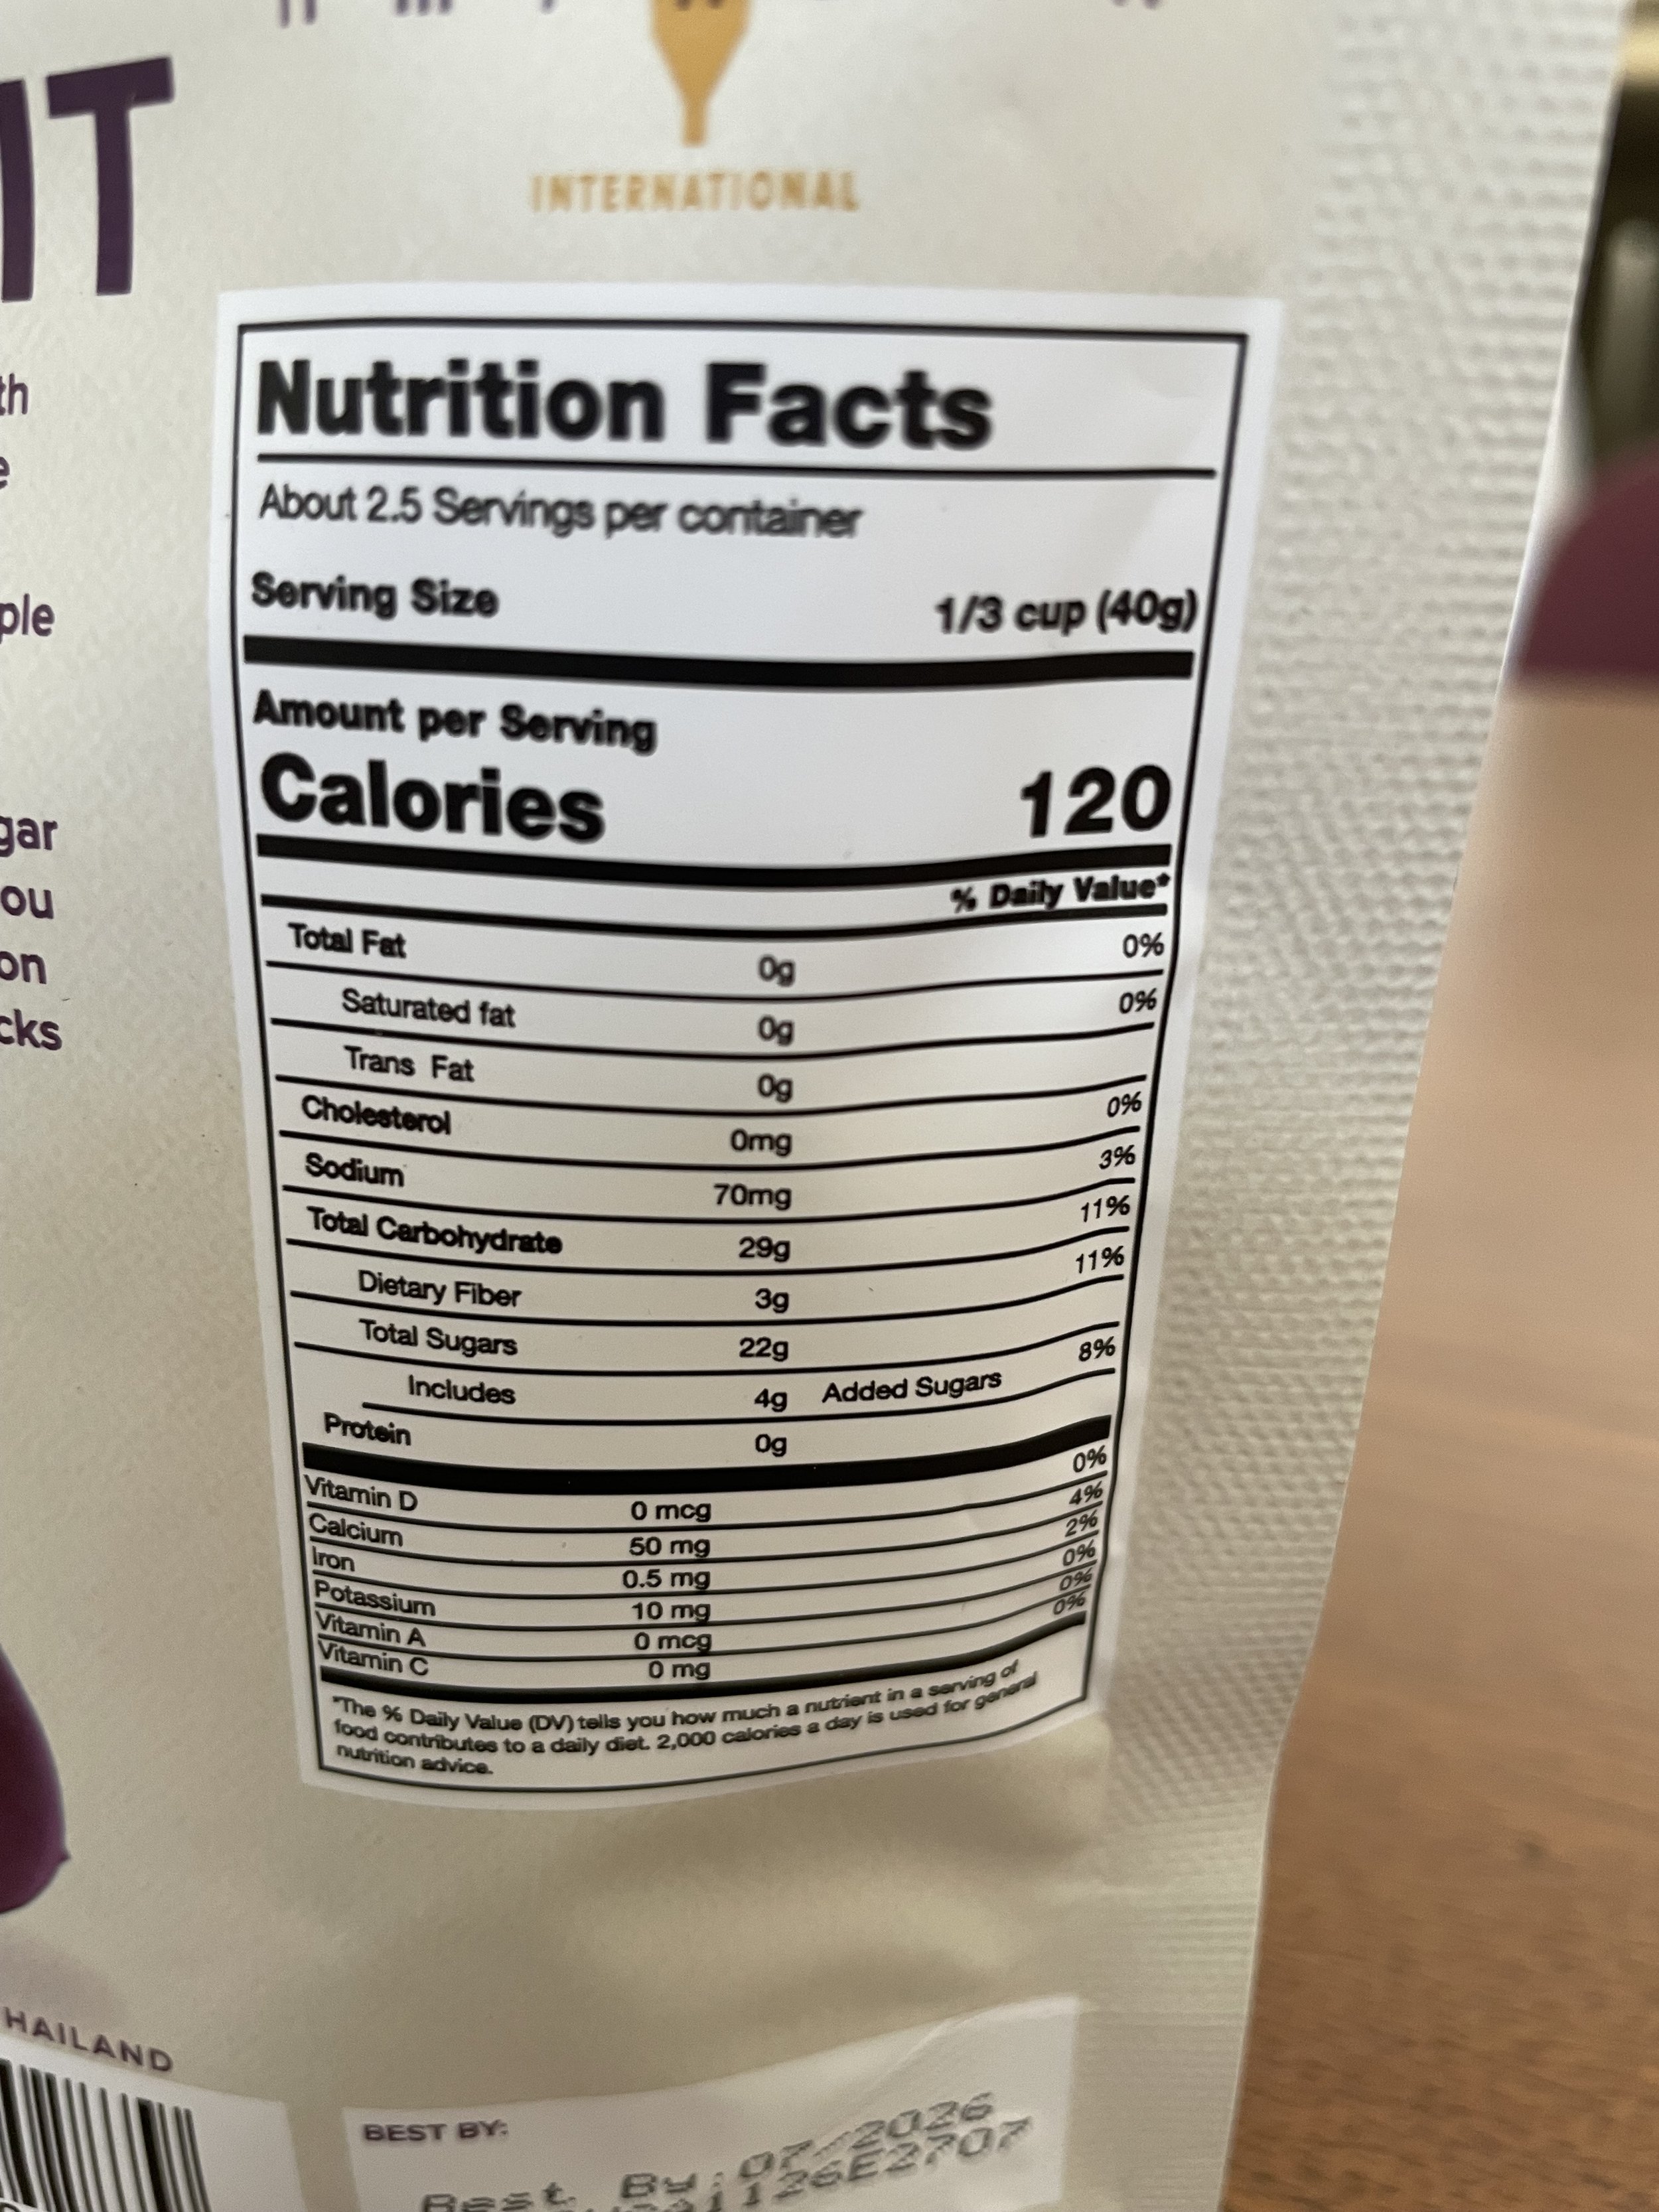 IT
INTERNATIONAL
th
e
ple
gar
ou
on
cks
Nutrition Facts
About 2.5 Servings per container
Serving Size 1/3 cup (40g)
Amount per Serving
Calories 120
% Daily Value*
Total Fat 0g 0%
Saturated fat 0g 0%
Trans Fat 0g
Cholesterol 0mg 0%
Sodium 70mg 3%
Total Carbohydrate 29g 11%
Dietary Fiber 3g 11%
Total Sugars 22g
Includes 4g Added Sugars 8%
Protein 0g
Vitamin D 0 mcg 0%
Calcium 50 mg 4%
Iron 0.5 mg 2%
Potassium 10 mg 0%
Vitamin A 0 mcg 0%
Vitamin C 0 mg 0%
*The % Daily Value (DV) tells you how much a nutrient in a serving of
food contributes to a daily diet. 2,000 calories a day is used for general
nutrition advice.
HAILAND
BEST BY:
Best By:07/2026